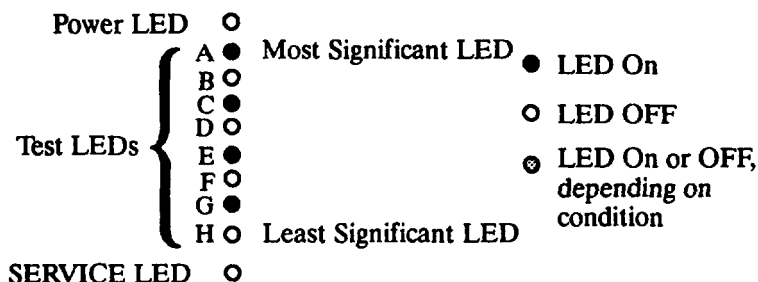 Power LED
A Most Significant LED
B
C
D
Test LEDs
E
F
G
H Least Significant LED
SERVICE LED
LED On
LED OFF
LED On or OFF,
depending on
condition